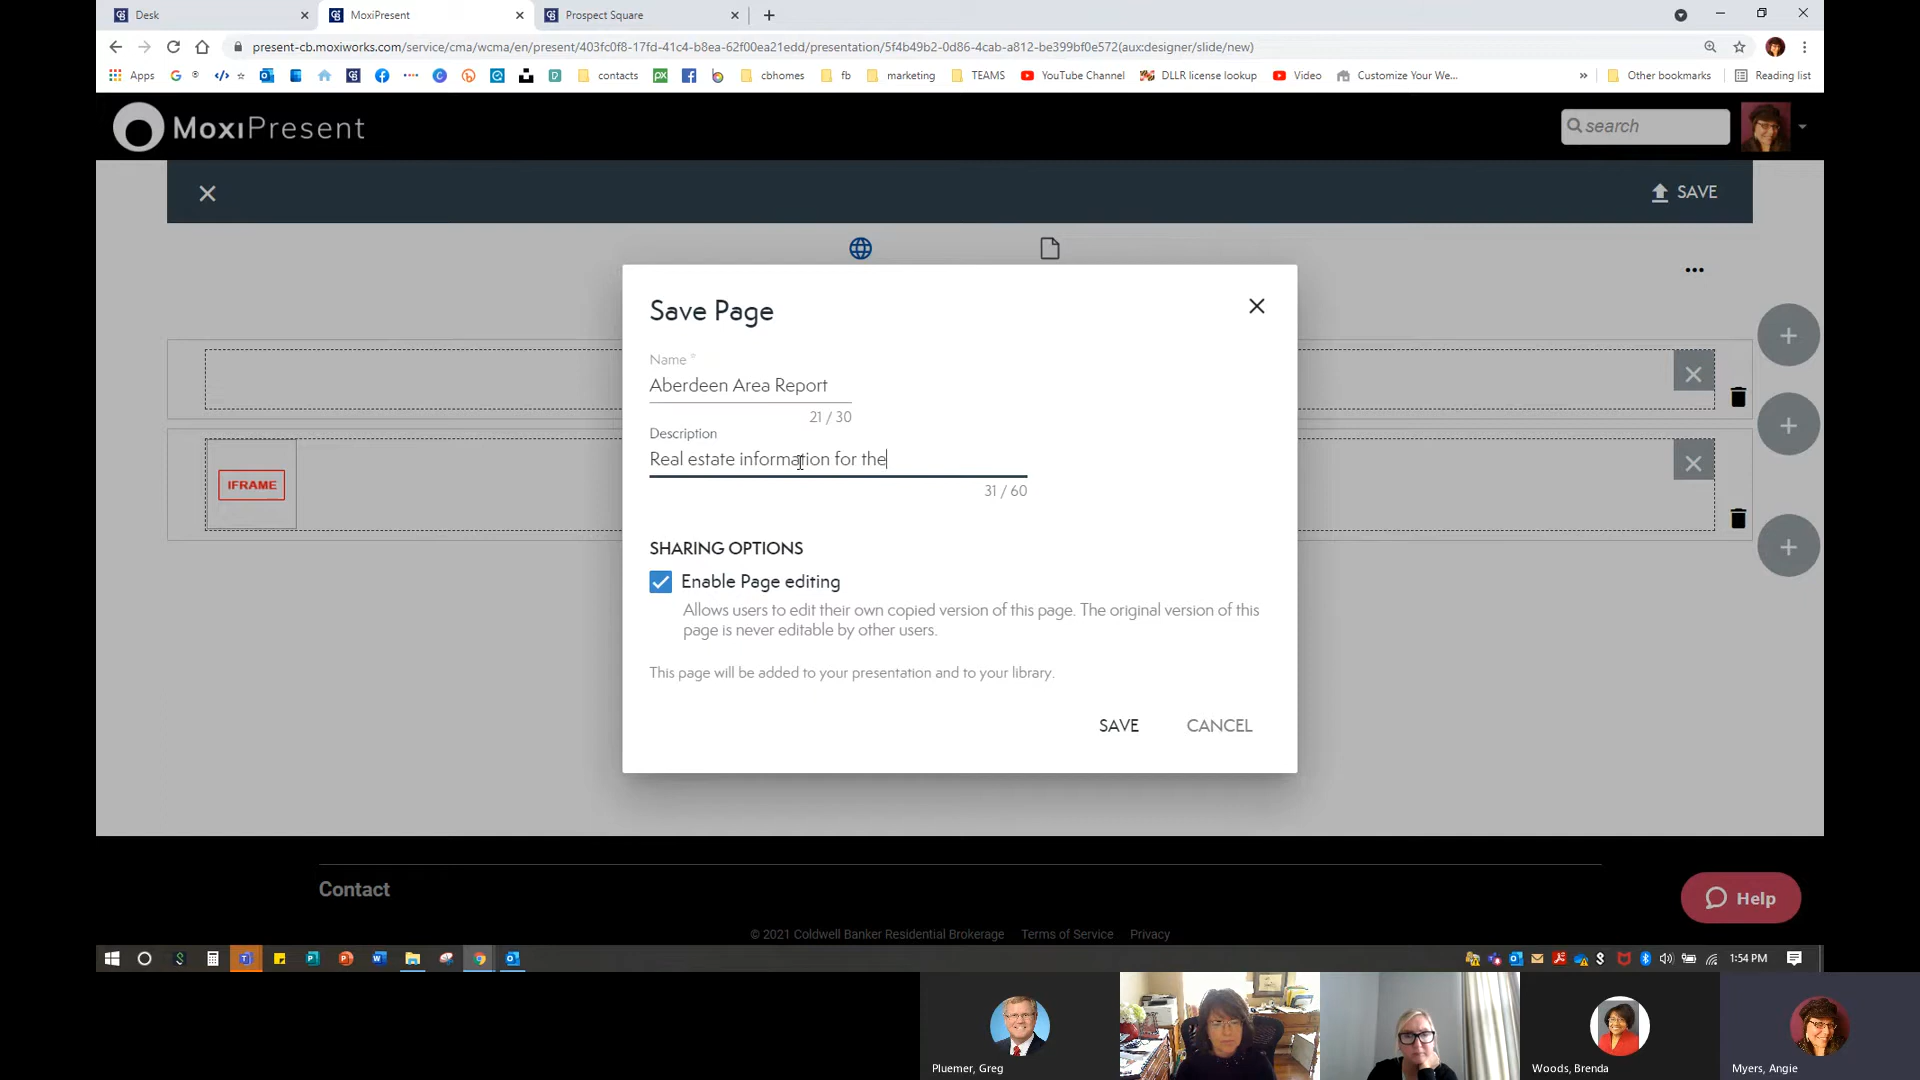 Desk
MoxiPresent
Prospect Square
present-cb.moxiworks.com/service/cma/wcma/en/present/403fc0f8-17fd-41c4-b8ea-62f00ea21edd/presentation/5f4b49b2-0d86-4cab-a812-be399bf0e572(aux:designer/slide/new)
Apps contacts cbhomes fb marketing TEAMS YouTube Channel DLLR license lookup Video Customize Your We... » Other bookmarks Reading list
MoxiPresent
search
SAVE
Save Page
Name *
Aberdeen Area Report
21 / 30
Description
Real estate information for the
31 / 60
IFRAME
SHARING OPTIONS
Enable Page editing
Allows users to edit their own copied version of this page. The original version of this
page is never editable by other users.
This page will be added to your presentation and to your library.
SAVE CANCEL
Contact
Help
© 2021 Coldwell Banker Residential Brokerage Terms of Service Privacy
1:54 PM
Pluemer, Greg
Woods, Brenda
Myers, Angie